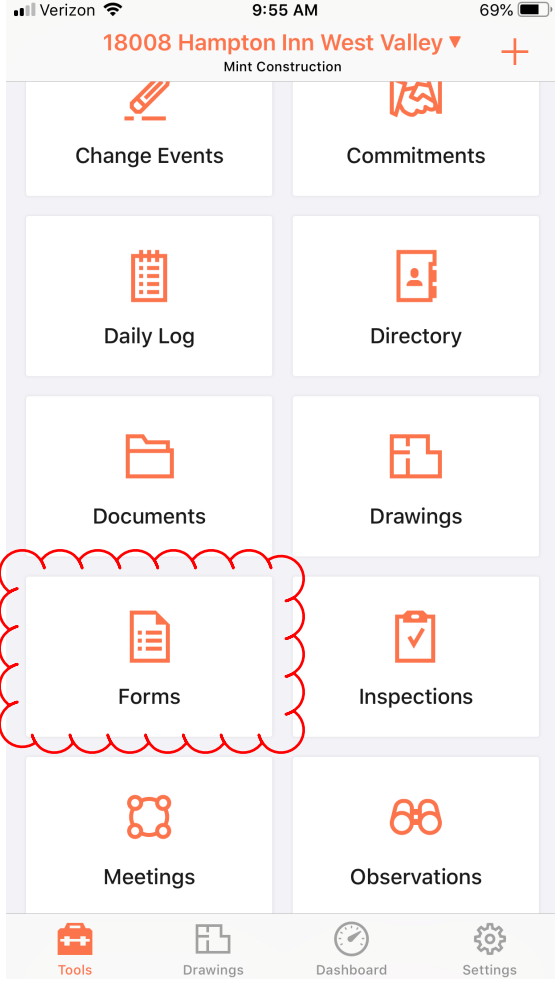 Verizon 9:55 AM 69%
18008 Hampton Inn West Valley ▼
Mint Construction
Change Events Commitments
Daily Log Directory
Documents Drawings
Forms Inspections
Meetings Observations
Tools Drawings Dashboard Settings